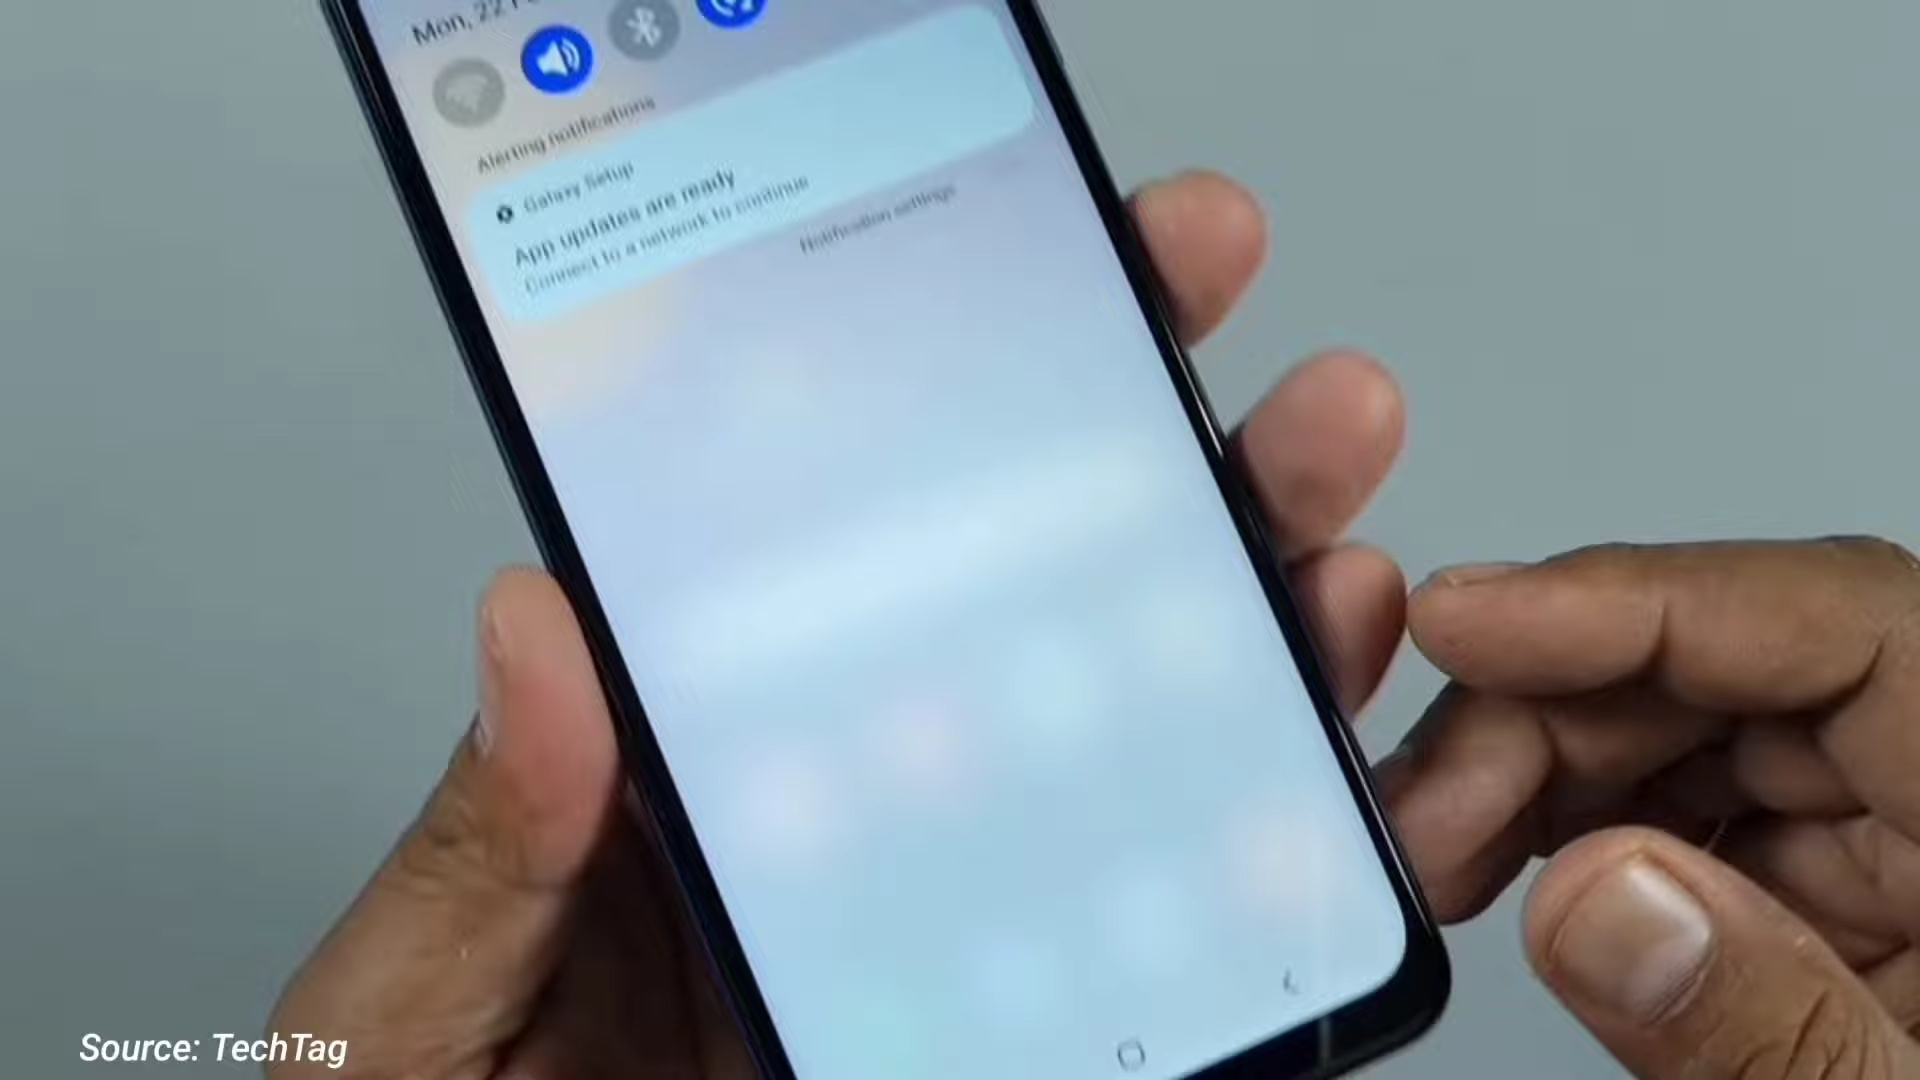 Mon, 22 Fe
Alerting notifications
Galaxy Setup
App updates are ready
Connect to a network to continue
Notification settings
Source: TechTag